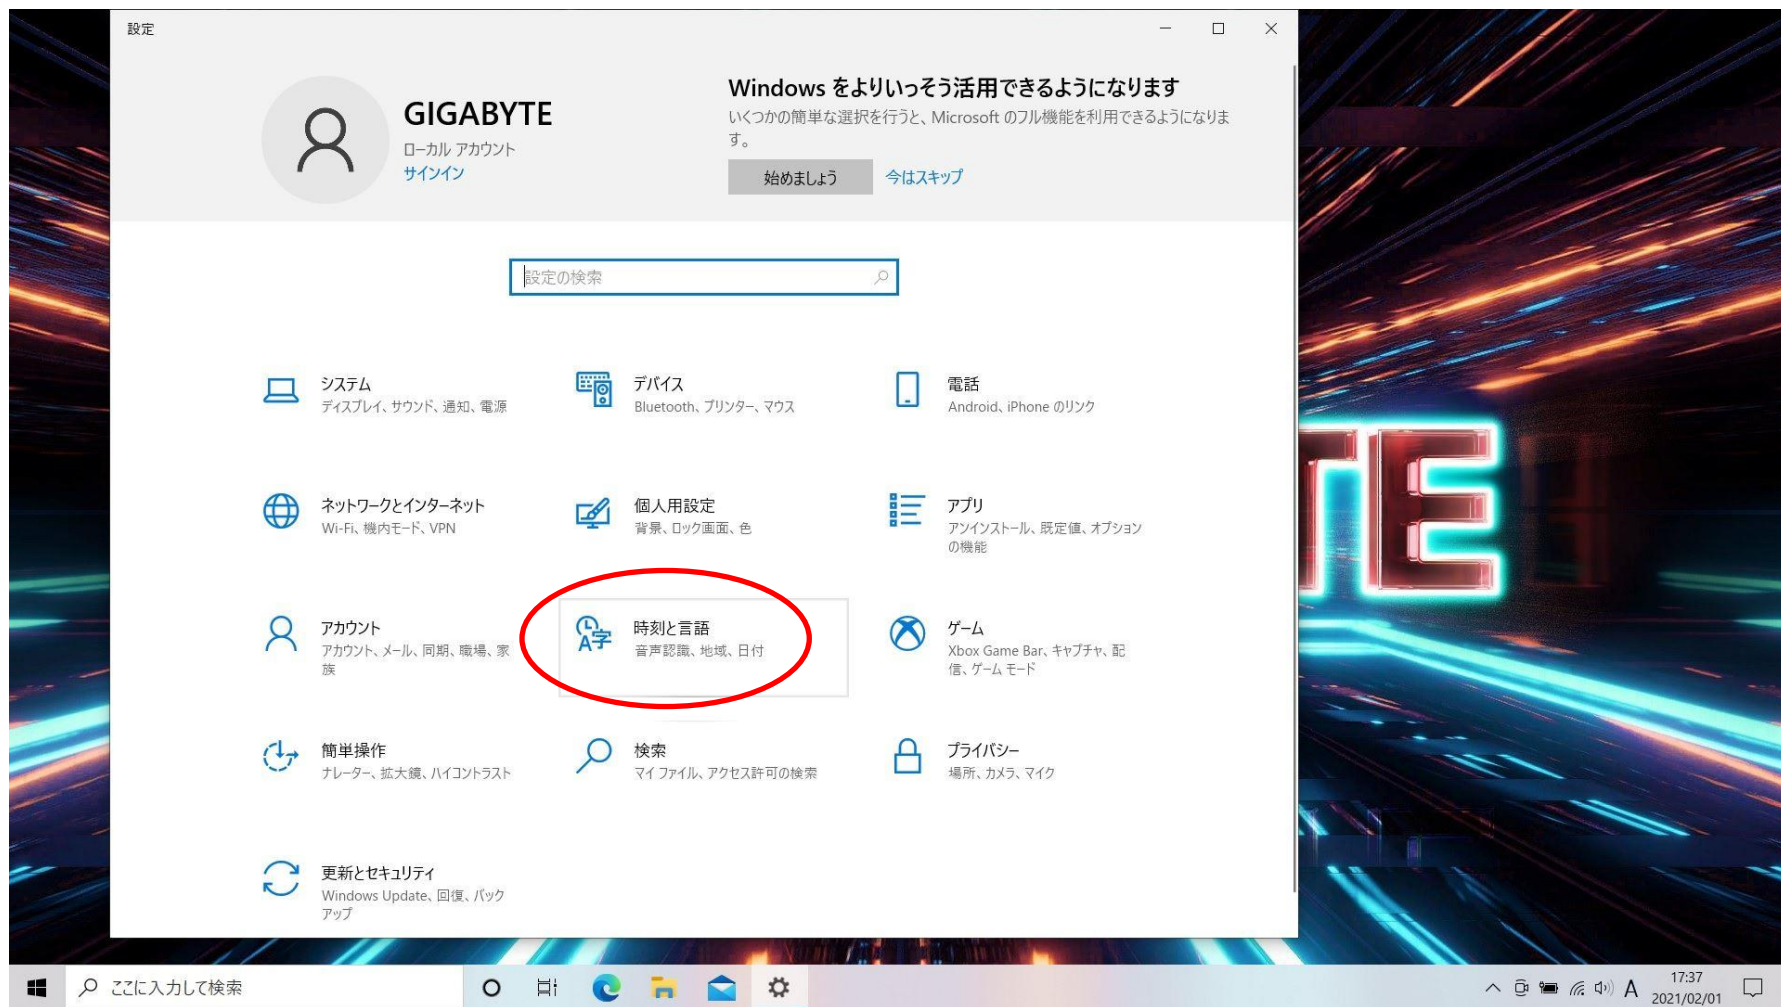 設定
GIGABYTE
ローカル アカウント
サインイン
Windows をよりいっそう活用できるようになります
いくつかの簡単な選択を行うと、Microsoft のフル機能を利用できるようになりま
す。
始めましょう
今はスキップ
設定の検索
システム
ディスプレイ、サウンド、通知、電源
デバイス
Bluetooth、プリンター、マウス
電話
Android、iPhone のリンク
ネットワークとインターネット
Wi-Fi、機内モード、VPN
個人用設定
背景、ロック画面、色
アプリ
アンインストール、既定値、オプション
の機能
アカウント
アカウント、メール、同期、職場、家
族
A字
時刻と言語
音声認識、地域、日付
ゲーム
Xbox Game Bar、キャプチャ、配
信、ゲーム モード
簡単操作
ナレーター、拡大鏡、ハイコントラスト
検索
マイ ファイル、アクセス許可の検索
プライバシー
場所、カメラ、マイク
更新とセキュリティ
Windows Update、回復、バック
アップ
TE
ここに入力して検索
A
17:37
2021/02/01